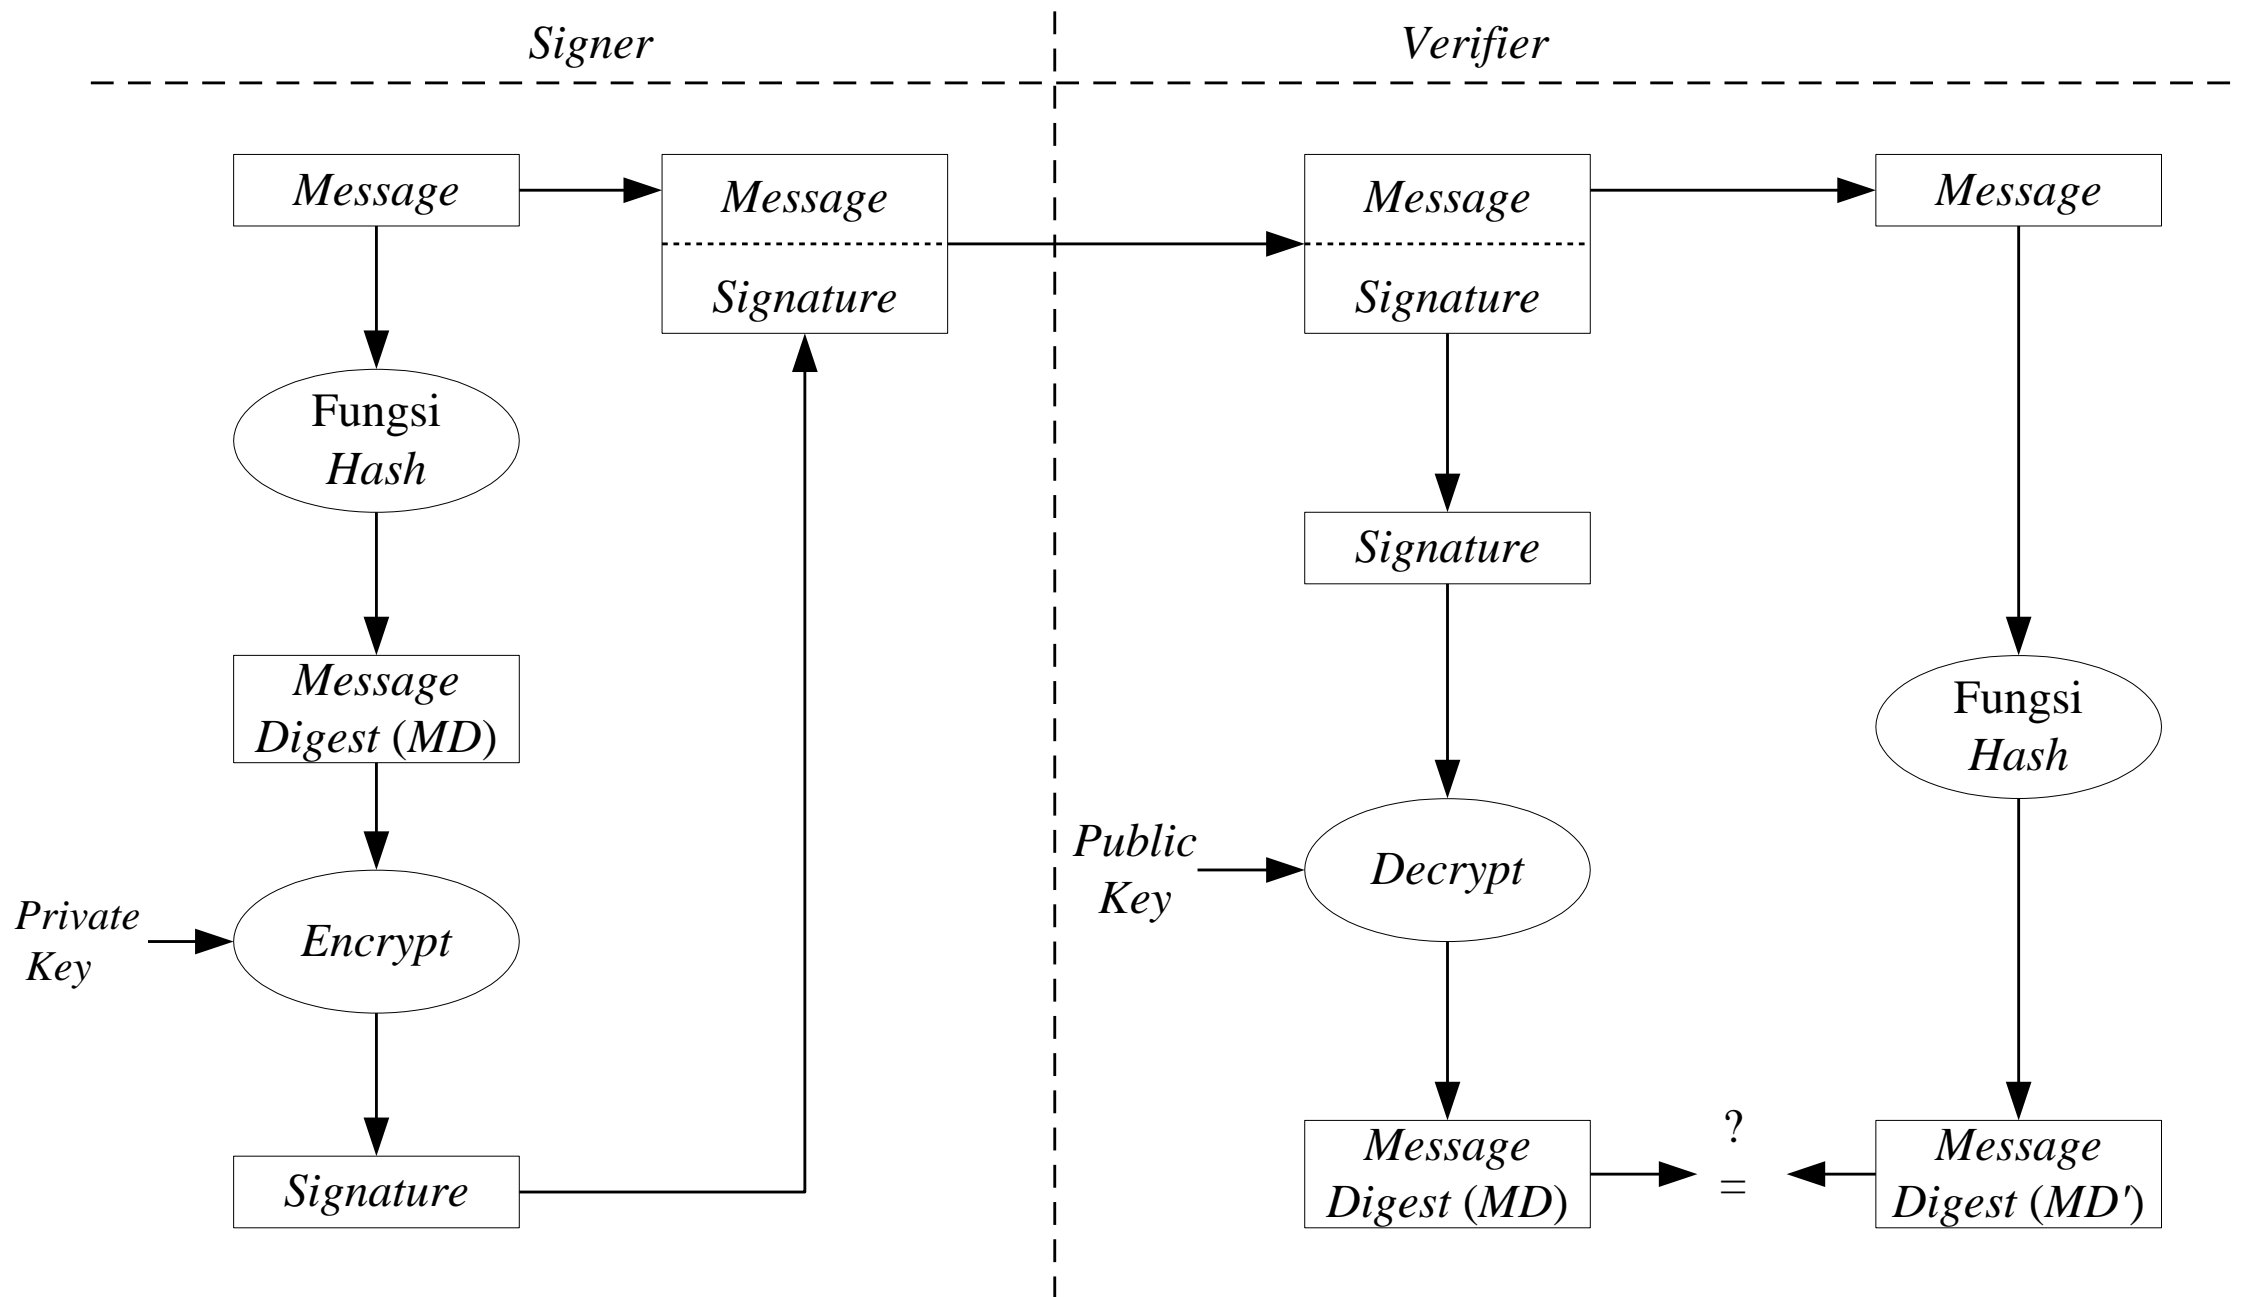 Signer
Verifier
Message
Message
Signature
Message
Signature
Message
Fungsi
Hash
Signature
Message
Digest (MD)
Fungsi
Hash
Public
Key
Decrypt
Private
Key
Encrypt
Signature
Message
Digest (MD)
?
=
Message
Digest (MD')